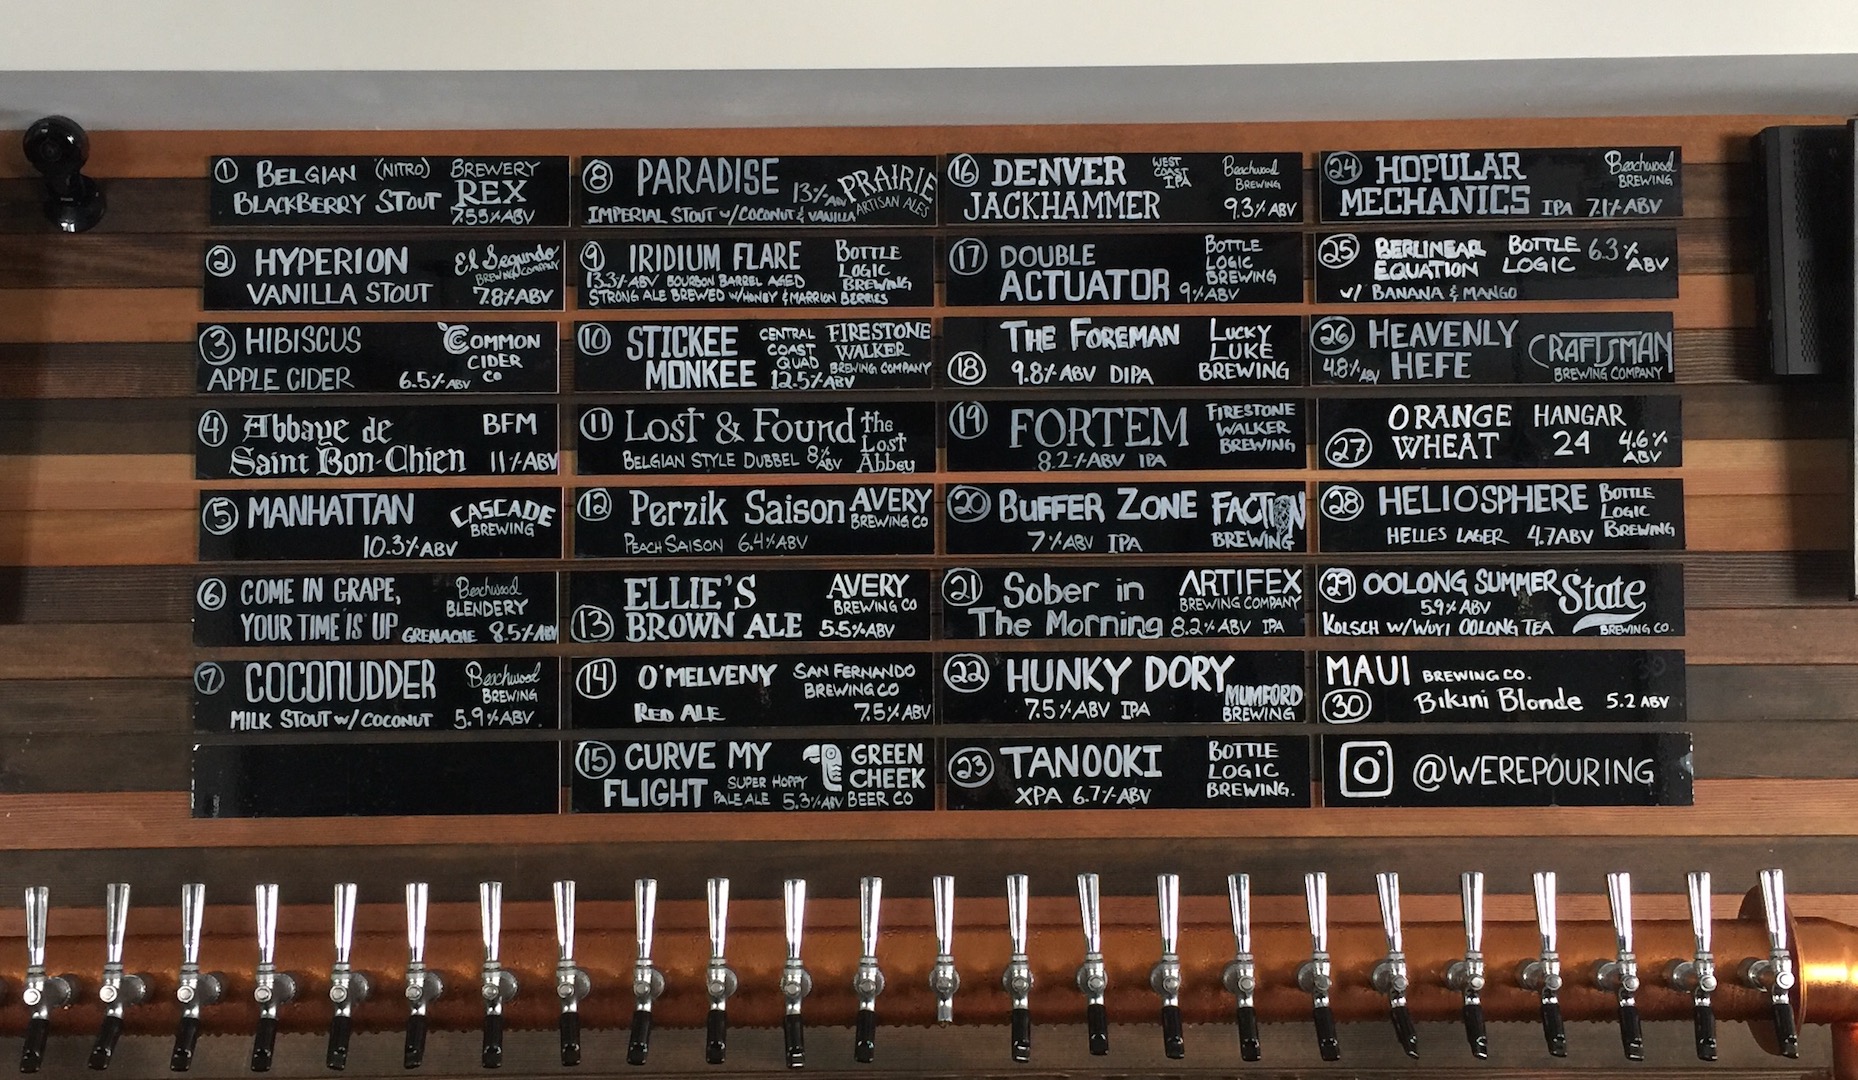 1 BELGIAN (NITRO) BREWERY
BLACKBERRY STOUT REX
7.55% ABV
2 HYPERION El Segundo
BREWING COMPANY
VANILLA STOUT 7.8% ABV
3 HIBISCUS COMMON
CIDER
APPLE CIDER 6.5% ABV CO
4 Abbaye de BFM
Saint Bon-Chien 11% ABV
5 MANHATTAN CASCADE
BREWING
10.3% ABV
6 COME IN GRAPE, Beachwood
BLENDERY
YOUR TIME IS UP GRENACHE 8.5% ABV
7 COCONUDDER Beachwood
BREWING
MILK STOUT W/ COCONUT 5.9% ABV.
8 PARADISE 13% ABV PRAIRIE
ARTISAN ALES
IMPERIAL STOUT W/COCONUT & VANILLA
9 IRIDIUM FLARE BOTTLE
LOGIC
BREWING
13.3% ABV BOURBON BARREL AGED
STRONG ALE BREWED W/HONEY & MARRION BERRIES
10 STICKEE CENTRAL FIRESTONE
COAST WALKER
QUAD BREWING COMPANY
MONKEE 12.5% ABV
11 Lost & Found the
Lost
Abbey
BELGIAN STYLE DUBBEL 8% ABV
12 Perzik Saison AVERY
BREWING CO
PEACH SAISON 6.4% ABV
13 ELLIE'S AVERY
BREWING CO
BROWN ALE 5.5% ABV
14 O'MELVENY SAN FERNANDO
BREWING CO
RED ALE 7.5% ABV
15 CURVE MY GREEN
CHEEK
FLIGHT SUPER HOPPY
PALE ALE 5.3% ABV BEER CO
16 DENVER WEST
COAST
IPA Beachwood
BREWING
JACKHAMMER 9.3% ABV
17 DOUBLE BOTTLE
LOGIC
BREWING
ACTUATOR 9% ABV
18 THE FOREMAN LUCKY
LUKE
9.8% ABV DIPA BREWING
19 FORTEM FIRESTONE
WALKER
BREWING
8.2% ABV IPA
20 BUFFER ZONE FACTION
7% ABV IPA BREWING
21 Sober in ARTIFEX
BREWING COMPANY
The Morning 8.2% ABV IPA
22 HUNKY DORY MUMFORD
7.5% ABV IPA BREWING
23 TANOOKI BOTTLE
LOGIC
XPA 6.7% ABV BREWING.
24 HOPULAR Beachwood
BREWING
MECHANICS IPA 7.1% ABV
25 BERLINEAR BOTTLE 6.3%
EQUATION LOGIC ABV
W/ BANANA & MANGO
26 HEAVENLY CRAFTSMAN
4.8% ABV HEFE BREWING COMPANY
27 ORANGE HANGAR
WHEAT 24 4.6%
ABV
28 HELIOSPHERE BOTTLE
LOGIC
HELLES LAGER 4.7 ABV BREWING
29 OOLONG SUMMER State
5.9% ABV
KOLSCH W/WUYI OOLONG TEA BREWING CO.
MAUI BREWING CO.
30 Bikini Blonde 5.2 ABV
@WEREPOURING